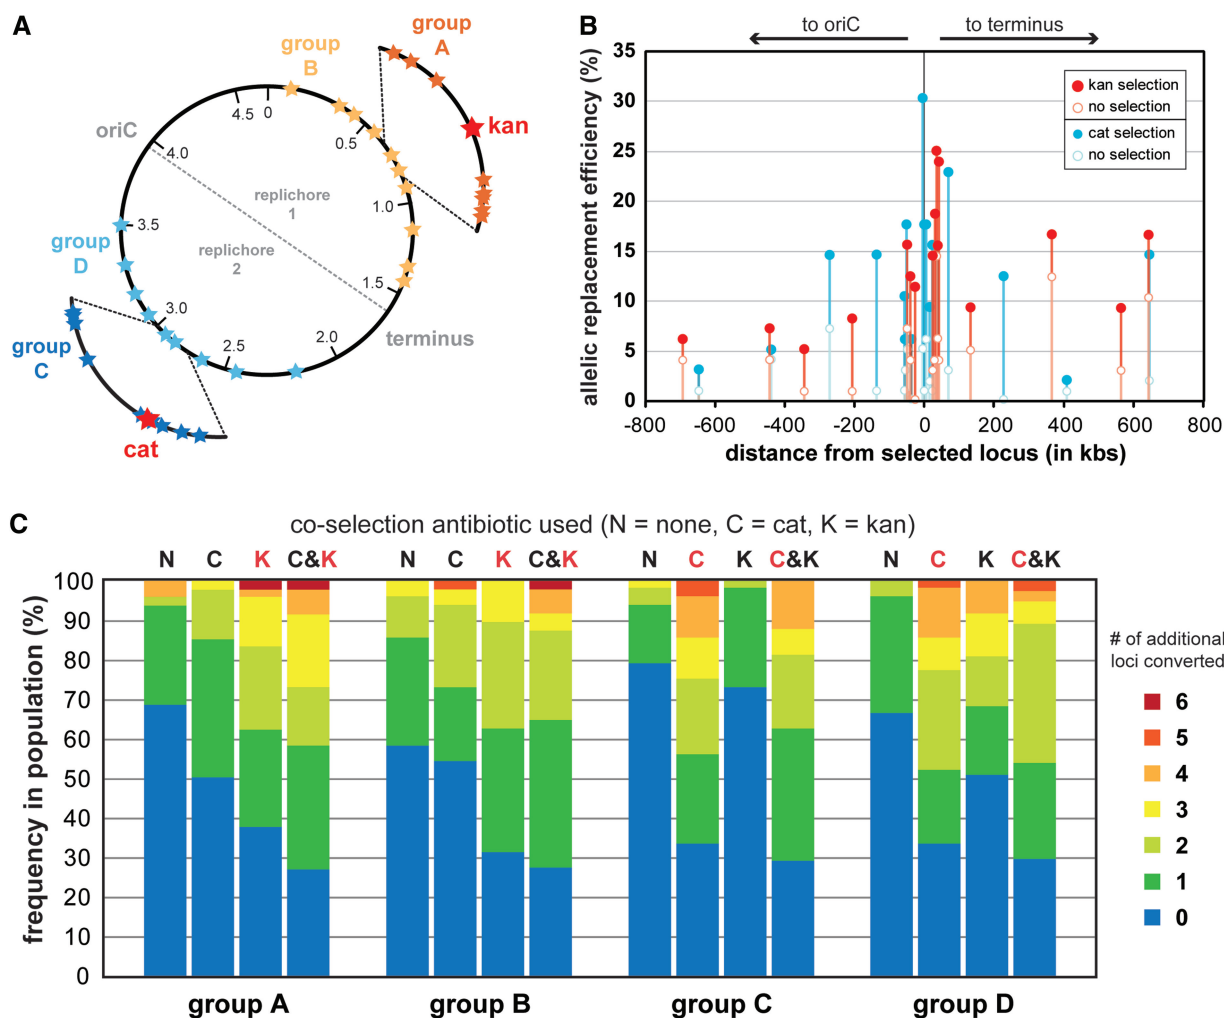 A
group
A
group
B
kan
4.5
0
0.5
oriC
4.0
replichore
1
1.0
3.5
group
D
replichore
2
1.5
3.0
terminus
2.0
2.5
group
C
cat
B
to oriC
to terminus
allelic replacement efficiency (%)
35
30
25
20
15
10
5
0
kan selection
no selection
cat selection
no selection
-800
-600
-400
-200
0
200
400
600
800
distance from selected locus (in kbs)
C
co-selection antibiotic used (N = none, C = cat, K = kan)
N C K C&K N C K C&K N C K C&K N C K C&K
frequency in population (%)
100
90
80
70
60
50
40
30
20
10
0
# of additional
loci converted
6
5
4
3
2
1
0
group A
group B
group C
group D